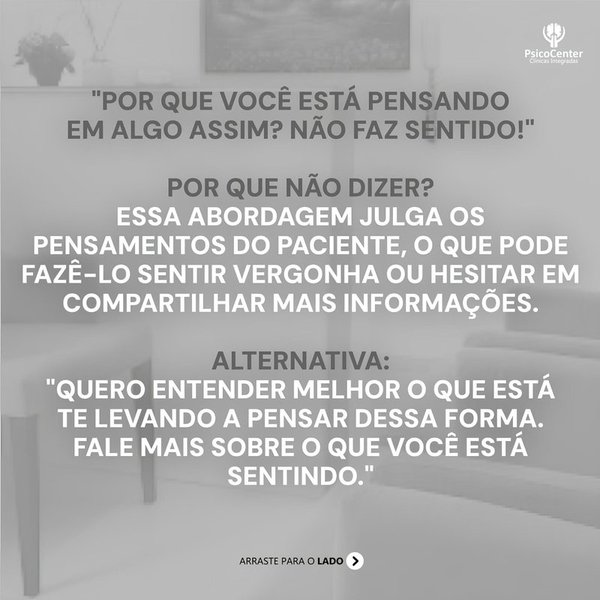 PsicoCenter
Clínicas Integradas
"POR QUE VOCÊ ESTÁ PENSANDO
EM ALGO ASSIM? NÃO FAZ SENTIDO!"
POR QUE NÃO DIZER?
ESSA ABORDAGEM JULGA OS
PENSAMENTOS DO PACIENTE, O QUE PODE
FAZÊ-LO SENTIR VERGONHA OU HESITAR EM
COMPARTILHAR MAIS INFORMAÇÕES.
ALTERNATIVA:
"QUERO ENTENDER MELHOR O QUE ESTÁ
TE LEVANDO A PENSAR DESSA FORMA.
FALE MAIS SOBRE O QUE VOCÊ ESTÁ
SENTINDO."
ARRASTE PARA O LADO